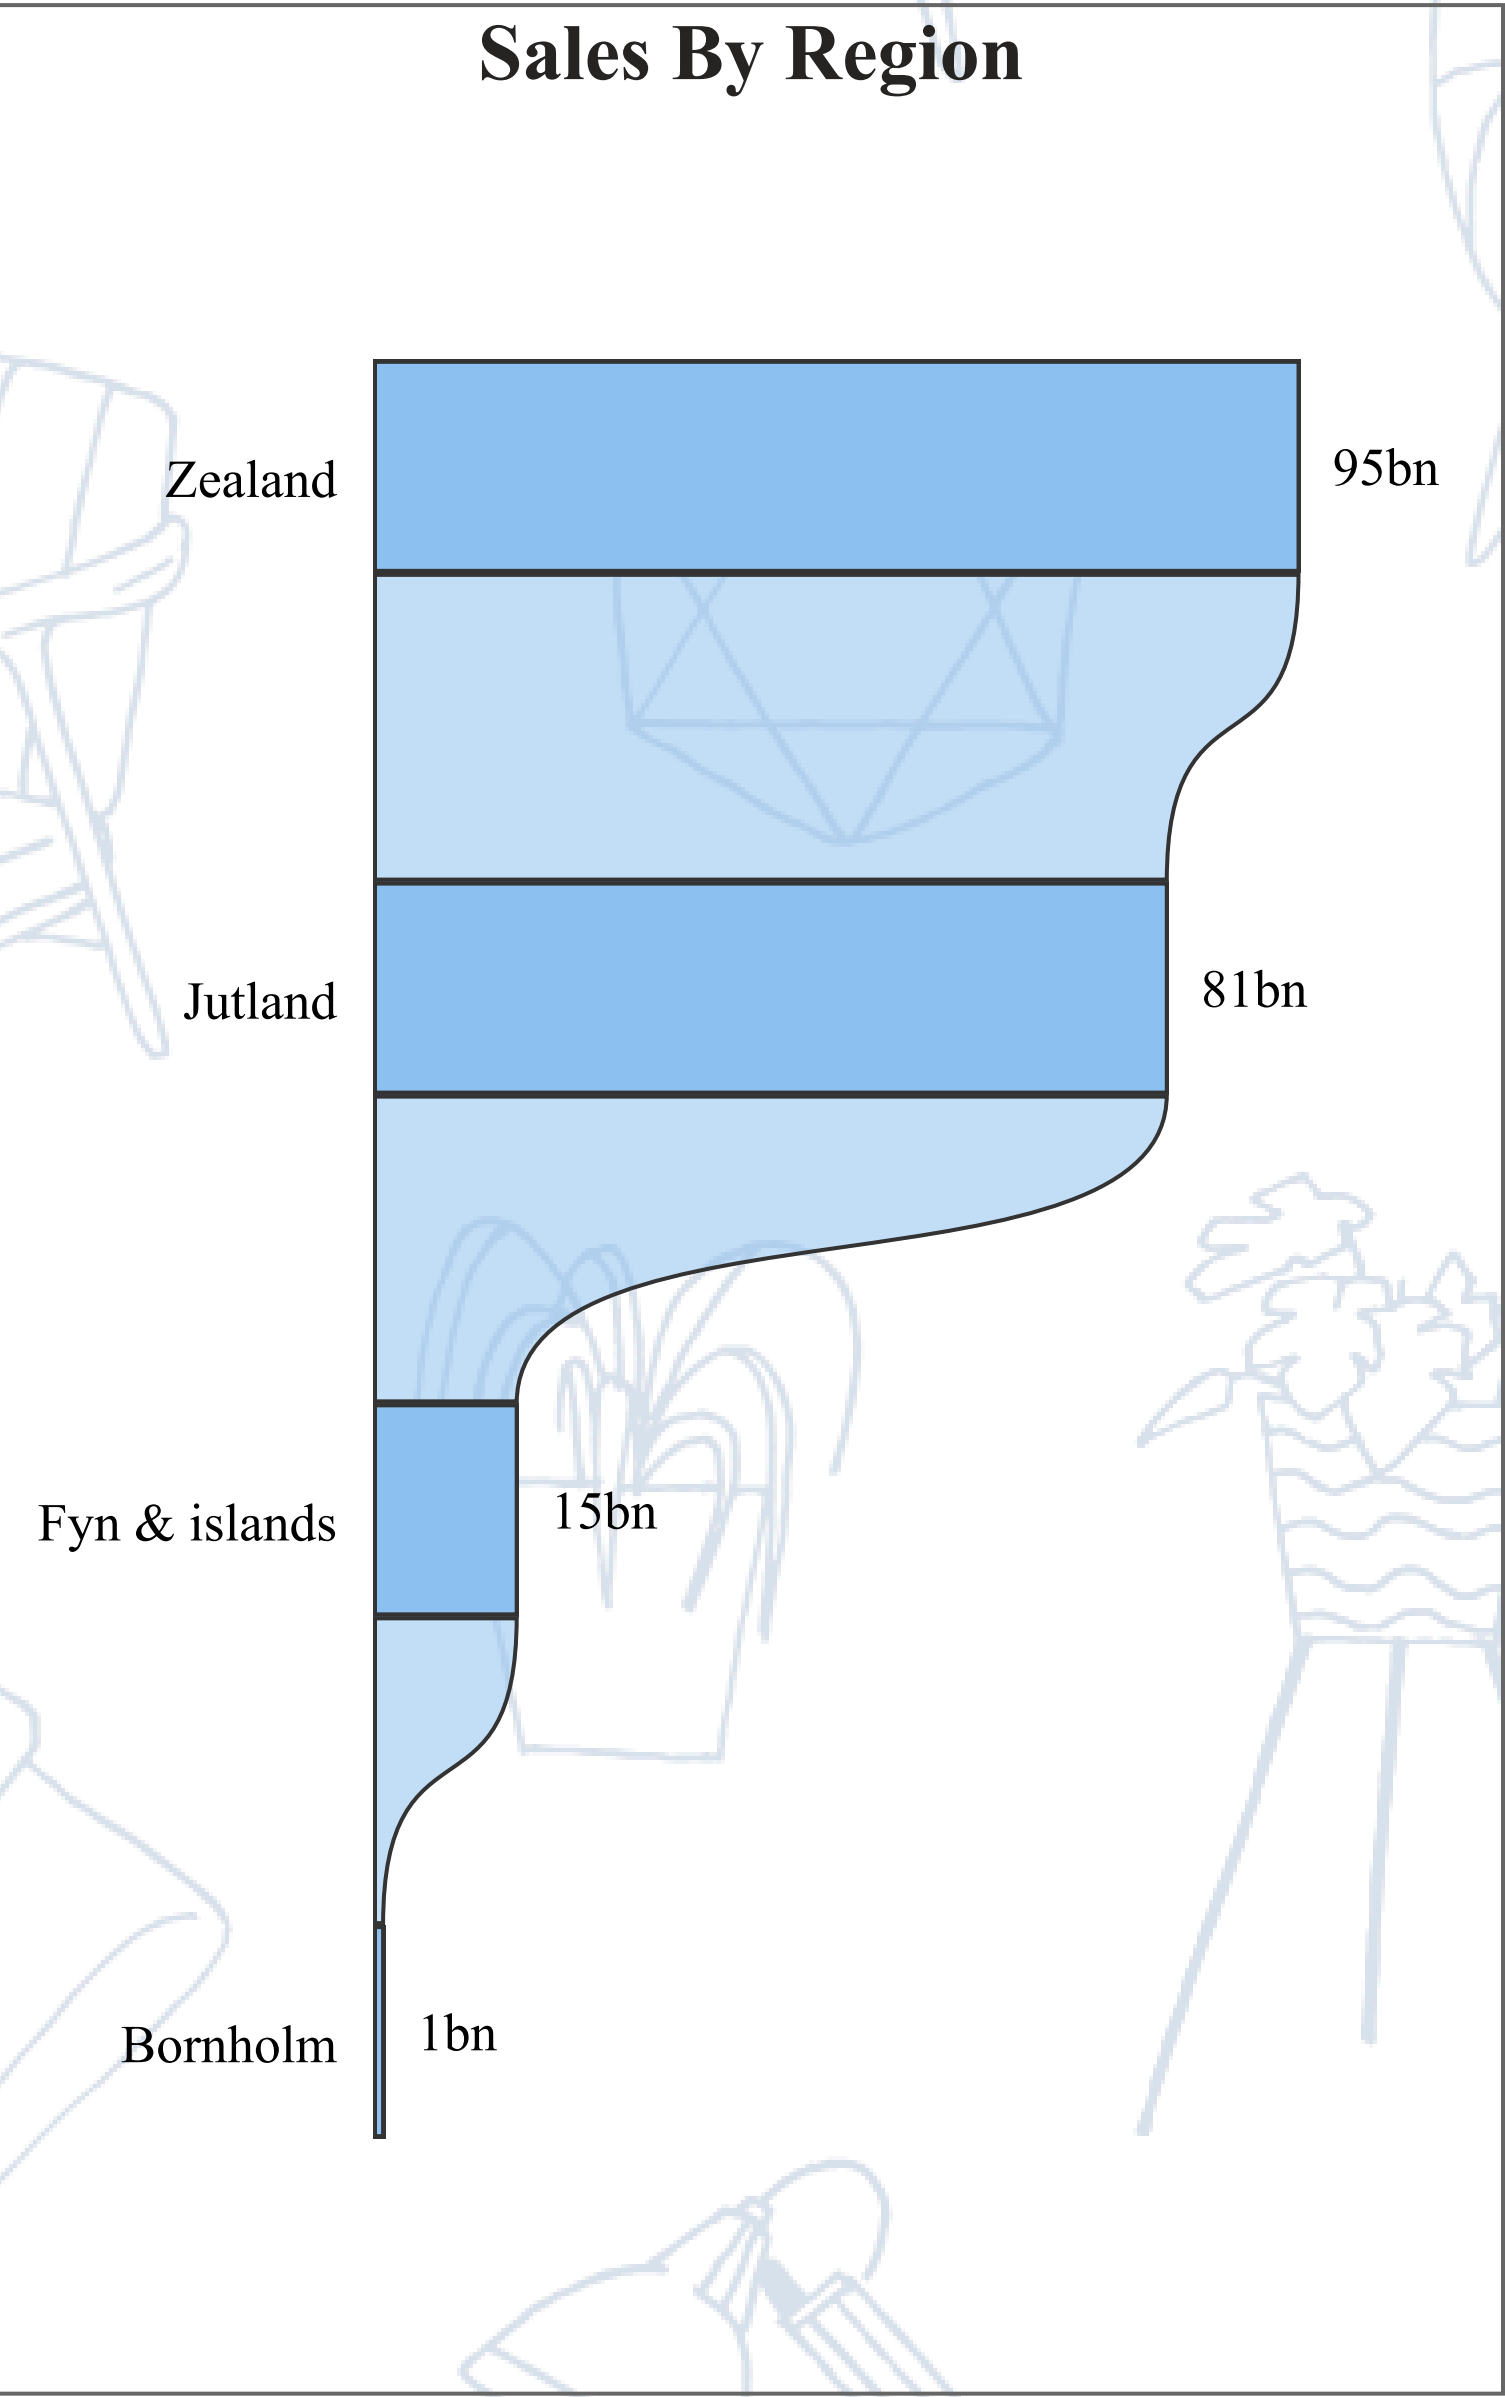 Sales By Region
Zealand
95bn
Jutland
81bn
Fyn & islands
15bn
Bornholm
1bn